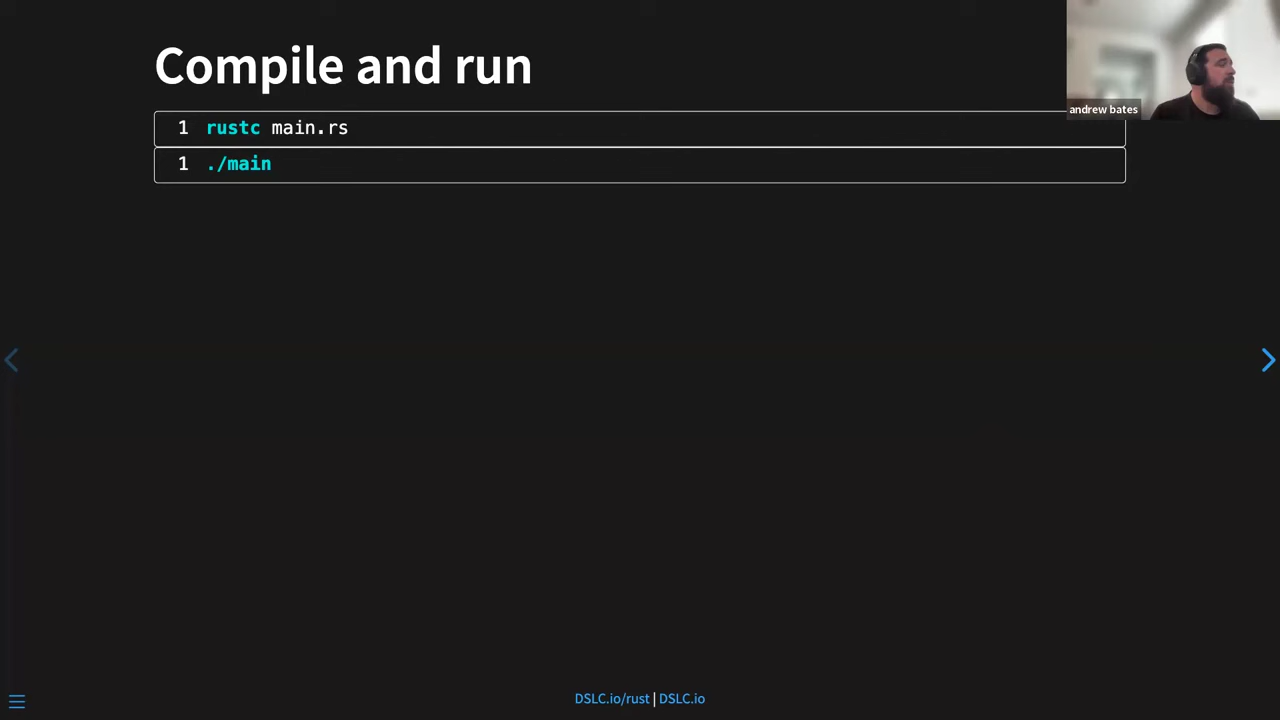 Compile and run
andrew bates
1 rustc main.rs
1 ./main
DSLC.io/rust | DSLC.io